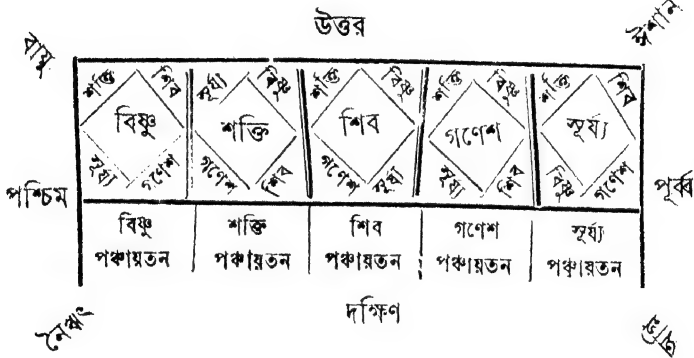 উত্তর
বায়ু ঈশান
শক্তি শিব সূর্য্য বিষ্ণু শক্তি বিষ্ণু শক্তি বিষ্ণু শক্তি শিব
বিষ্ণু শক্তি শিব গণেশ সূর্য্য
সূর্য্য গণেশ গণেশ শিব গণেশ সূর্য্য সূর্য্য শিব বিষ্ণু গণেশ
পশ্চিম পূর্ব্ব
বিষ্ণু শক্তি শিব গণেশ সূর্য্য
পঞ্চায়তন পঞ্চায়তন পঞ্চায়তন পঞ্চায়তন পঞ্চায়তন
দক্ষিণ
নৈঋৎ